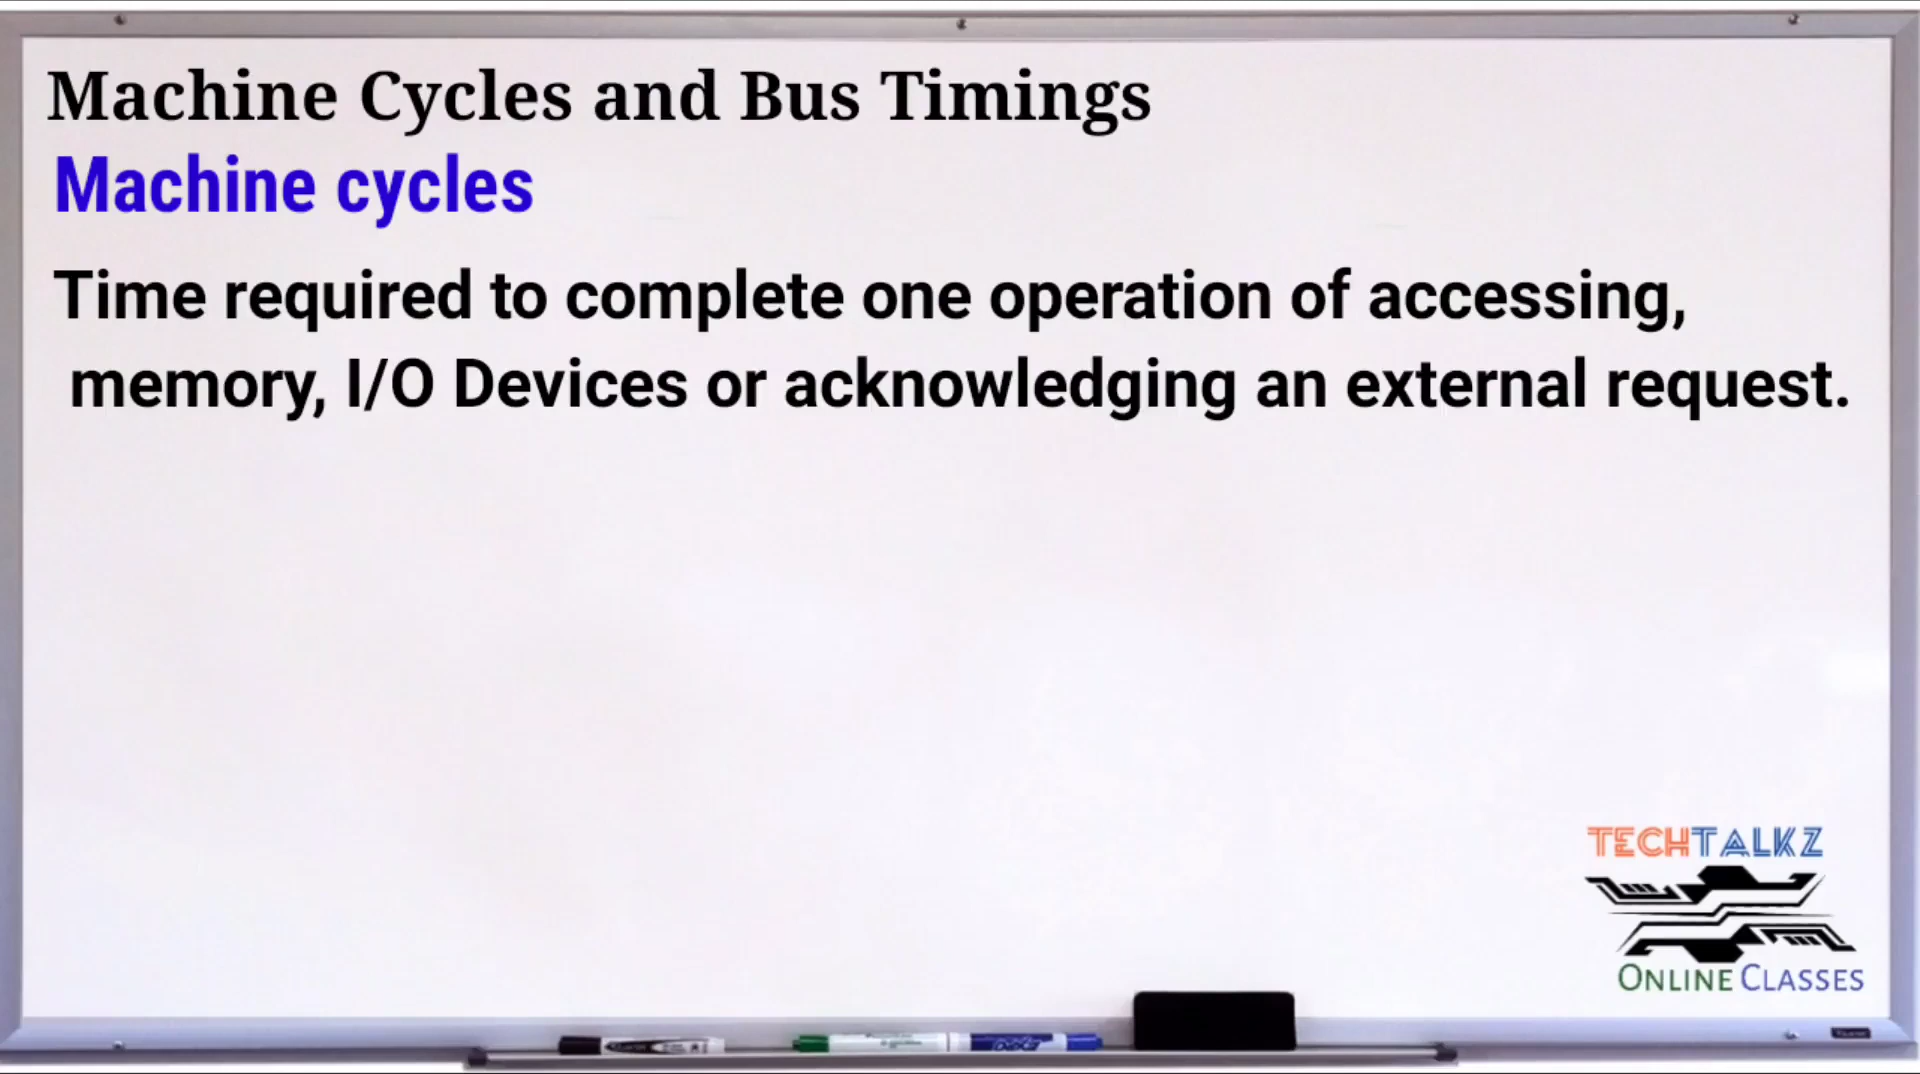 Machine Cycles and Bus Timings
Machine cycles
Time required to complete one operation of accessing,
memory, I/O Devices or acknowledging an external request.
TECHTALKZ
ONLINE CLASSES